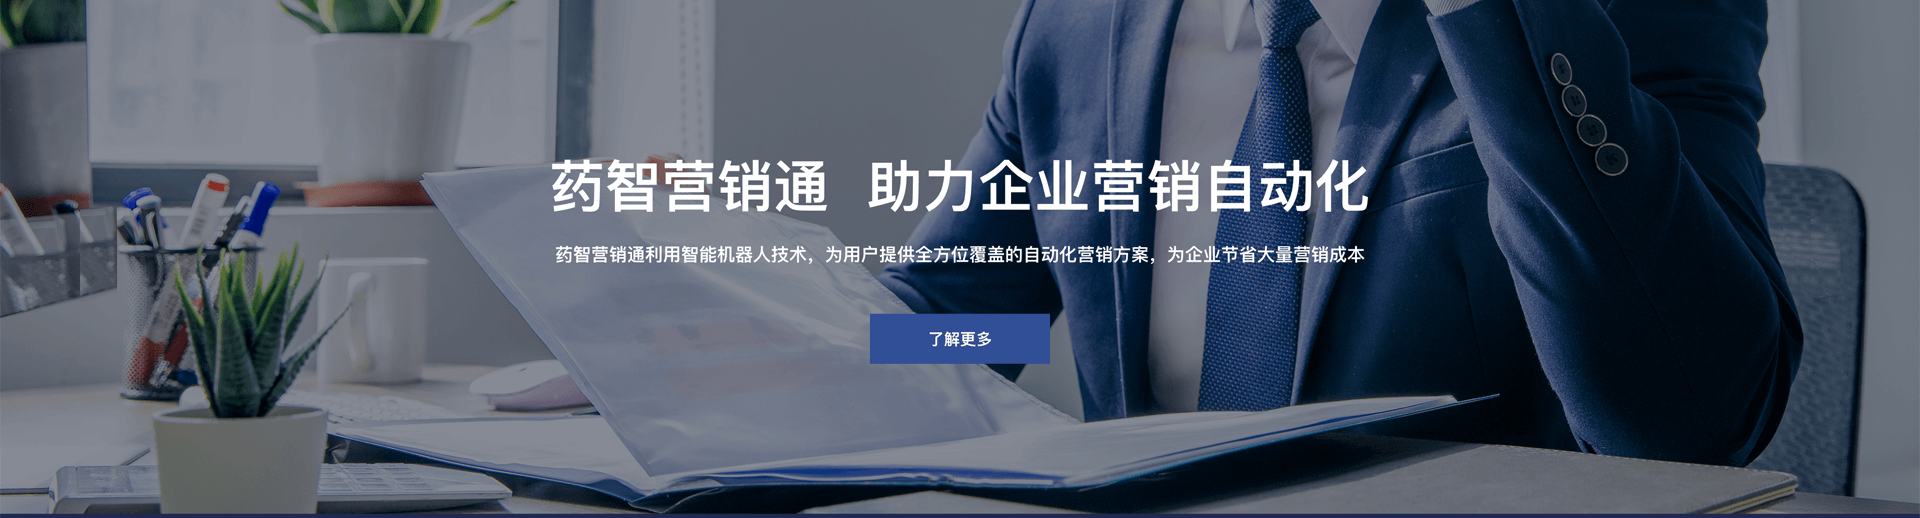 药智营销通 助力企业营销自动化
药智营销通利用智能机器人技术，为用户提供全方位覆盖的自动化营销方案，为企业节省大量营销成本
了解更多